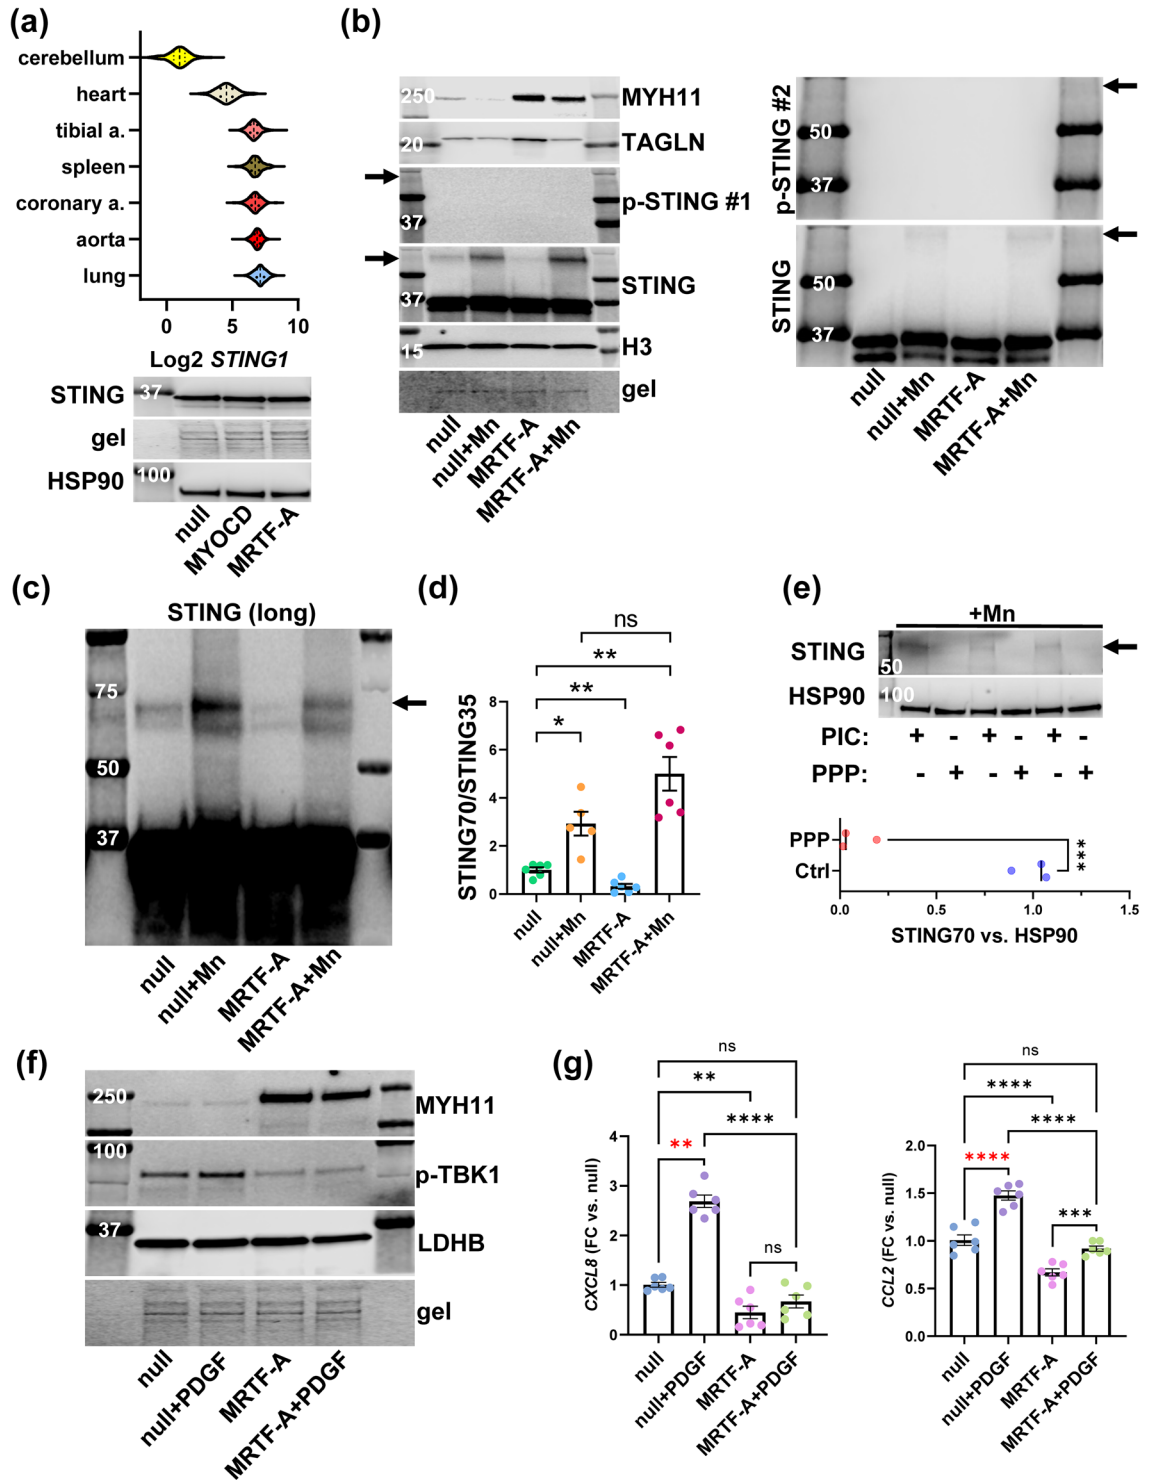 (a)
cerebellum
heart
tibial a.
spleen
coronary a.
aorta
lung
0 5 10
Log2 STING1
STING
37
gel
HSP90
100
null
MYOCD
MRTF-A
(b)
250
MYH11
20
TAGLN
37
p-STING #1
37
STING
15
H3
gel
null
null+Mn
MRTF-A
MRTF-A+Mn
p-STING #2
50
37
STING
50
37
null
null+Mn
MRTF-A
MRTF-A+Mn
(c)
STING (long)
75
50
37
null
null+Mn
MRTF-A
MRTF-A+Mn
(d)
ns
**
**
*
STING70/STING35
8
6
4
2
0
null
null+Mn
MRTF-A
MRTF-A+Mn
(e)
+Mn
STING
50
HSP90
100
PIC: + - + - + -
PPP: - + - + - +
PPP
Ctrl
***
0.0 0.5 1.0 1.5
STING70 vs. HSP90
(f)
250
MYH11
100
p-TBK1
37
LDHB
gel
null
null+PDGF
MRTF-A
MRTF-A+PDGF
(g)
ns
**
****
**
ns
CXCL8 (FC vs. null)
4
3
2
1
0
null
null+PDGF
MRTF-A
MRTF-A+PDGF
ns
****
****
****
***
CCL2 (FC vs. null)
2.0
1.5
1.0
0.5
0.0
null
null+PDGF
MRTF-A
MRTF-A+PDGF